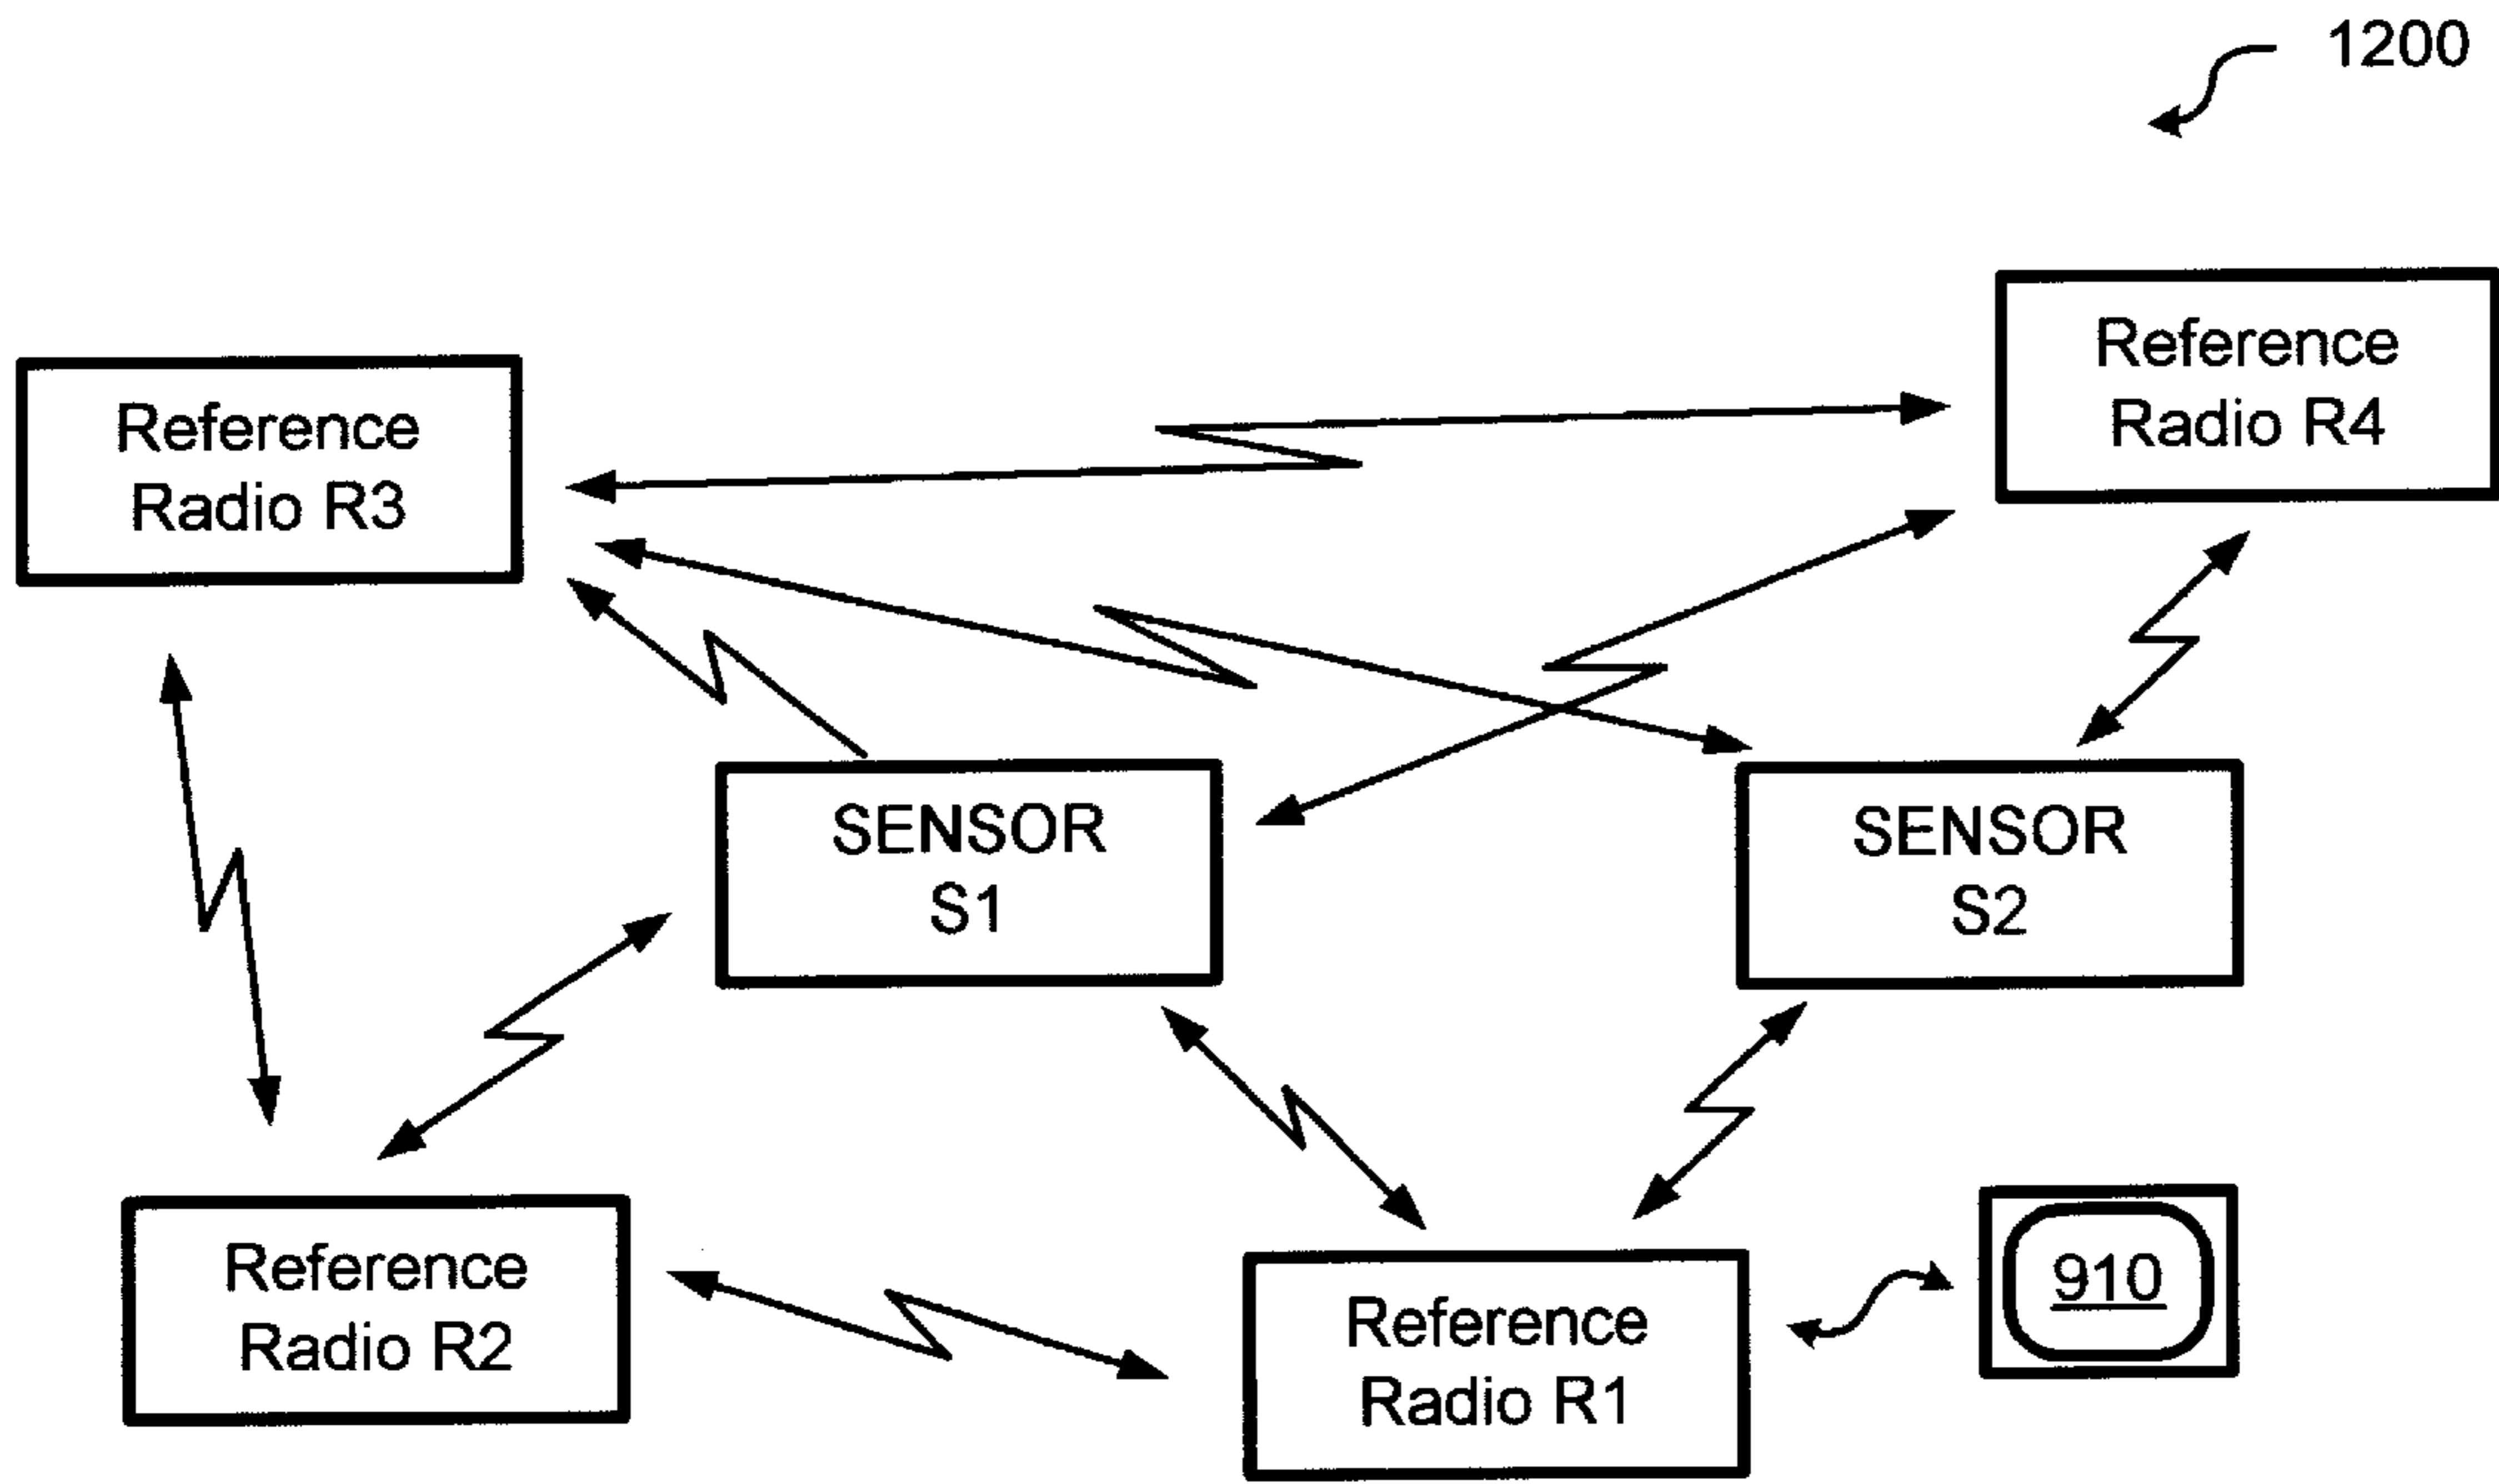 1200
Reference
Radio R4
Reference
Radio R3
SENSOR
S1
SENSOR
S2
Reference
Radio R2
Reference
Radio R1
910